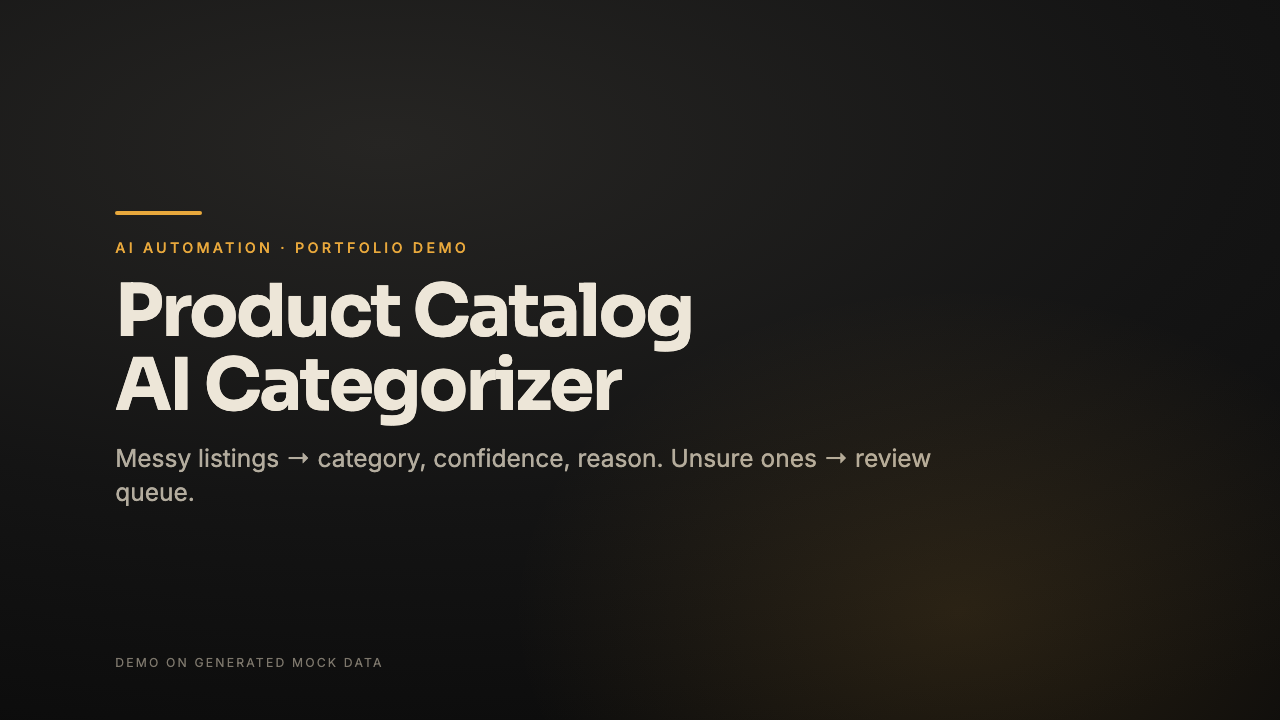 AI AUTOMATION · PORTFOLIO DEMO
Product Catalog
AI Categorizer
Messy listings → category, confidence, reason. Unsure ones → review
queue.
DEMO ON GENERATED MOCK DATA